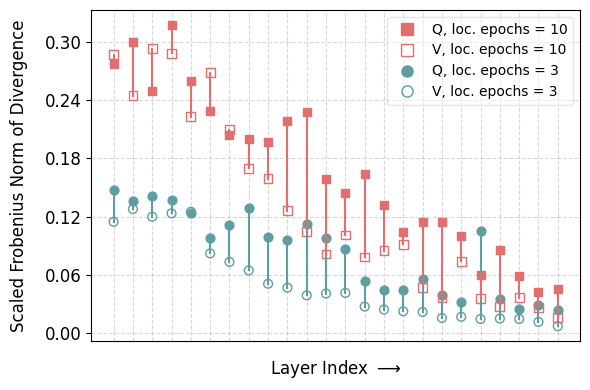 Scaled Frobenius Norm of Divergence
0.30
0.24
0.18
0.12
0.06
0.00
Q, loc. epochs = 10
V, loc. epochs = 10
Q, loc. epochs = 3
V, loc. epochs = 3
Layer Index ⟶